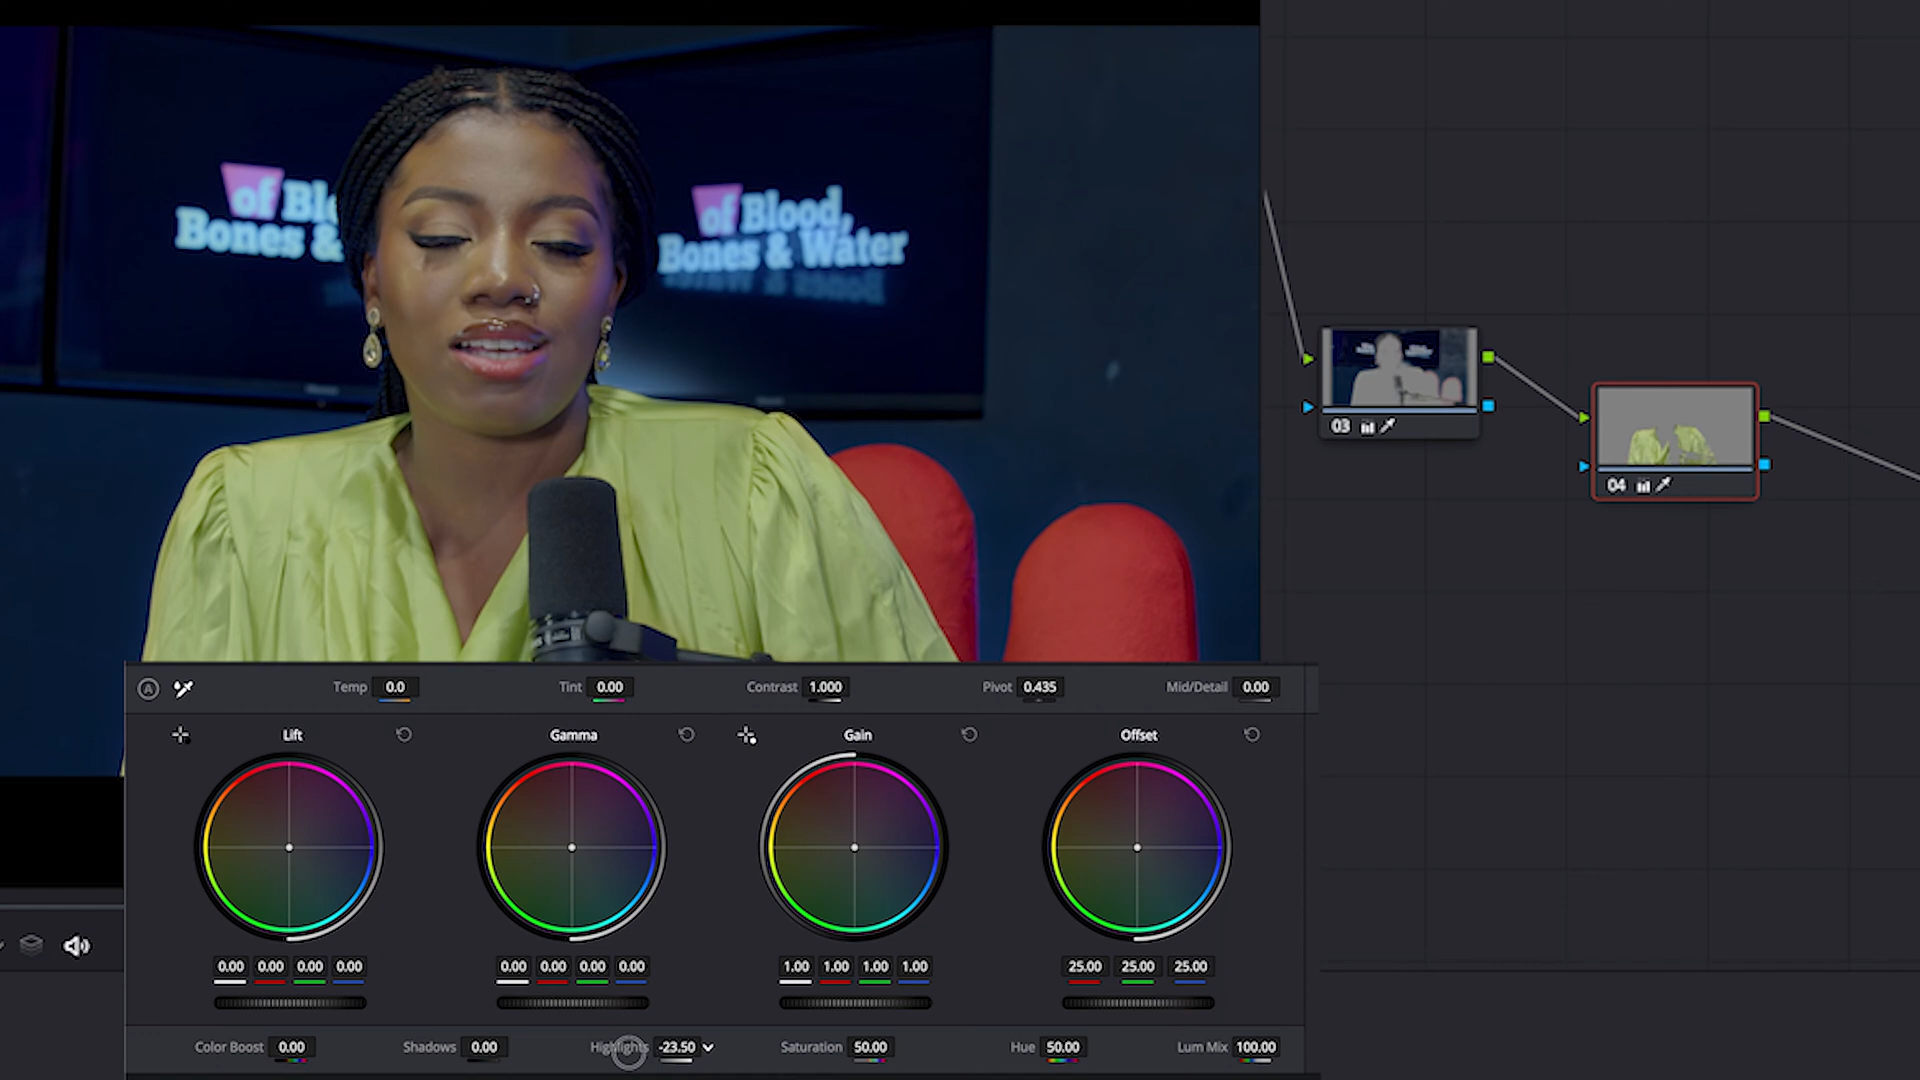 of Blo
Bones &
of Blood,
Bones & Water
03
04
A
Temp 0.0
Tint 0.00
Contrast 1.000
Pivot 0.435
Mid/Detail 0.00
Lift
Gamma
Gain
Offset
0.00 0.00 0.00 0.00
0.00 0.00 0.00 0.00
1.00 1.00 1.00 1.00
25.00 25.00 25.00
Color Boost 0.00
Shadows 0.00
Highlights -23.50
Saturation 50.00
Hue 50.00
Lum Mix 100.00